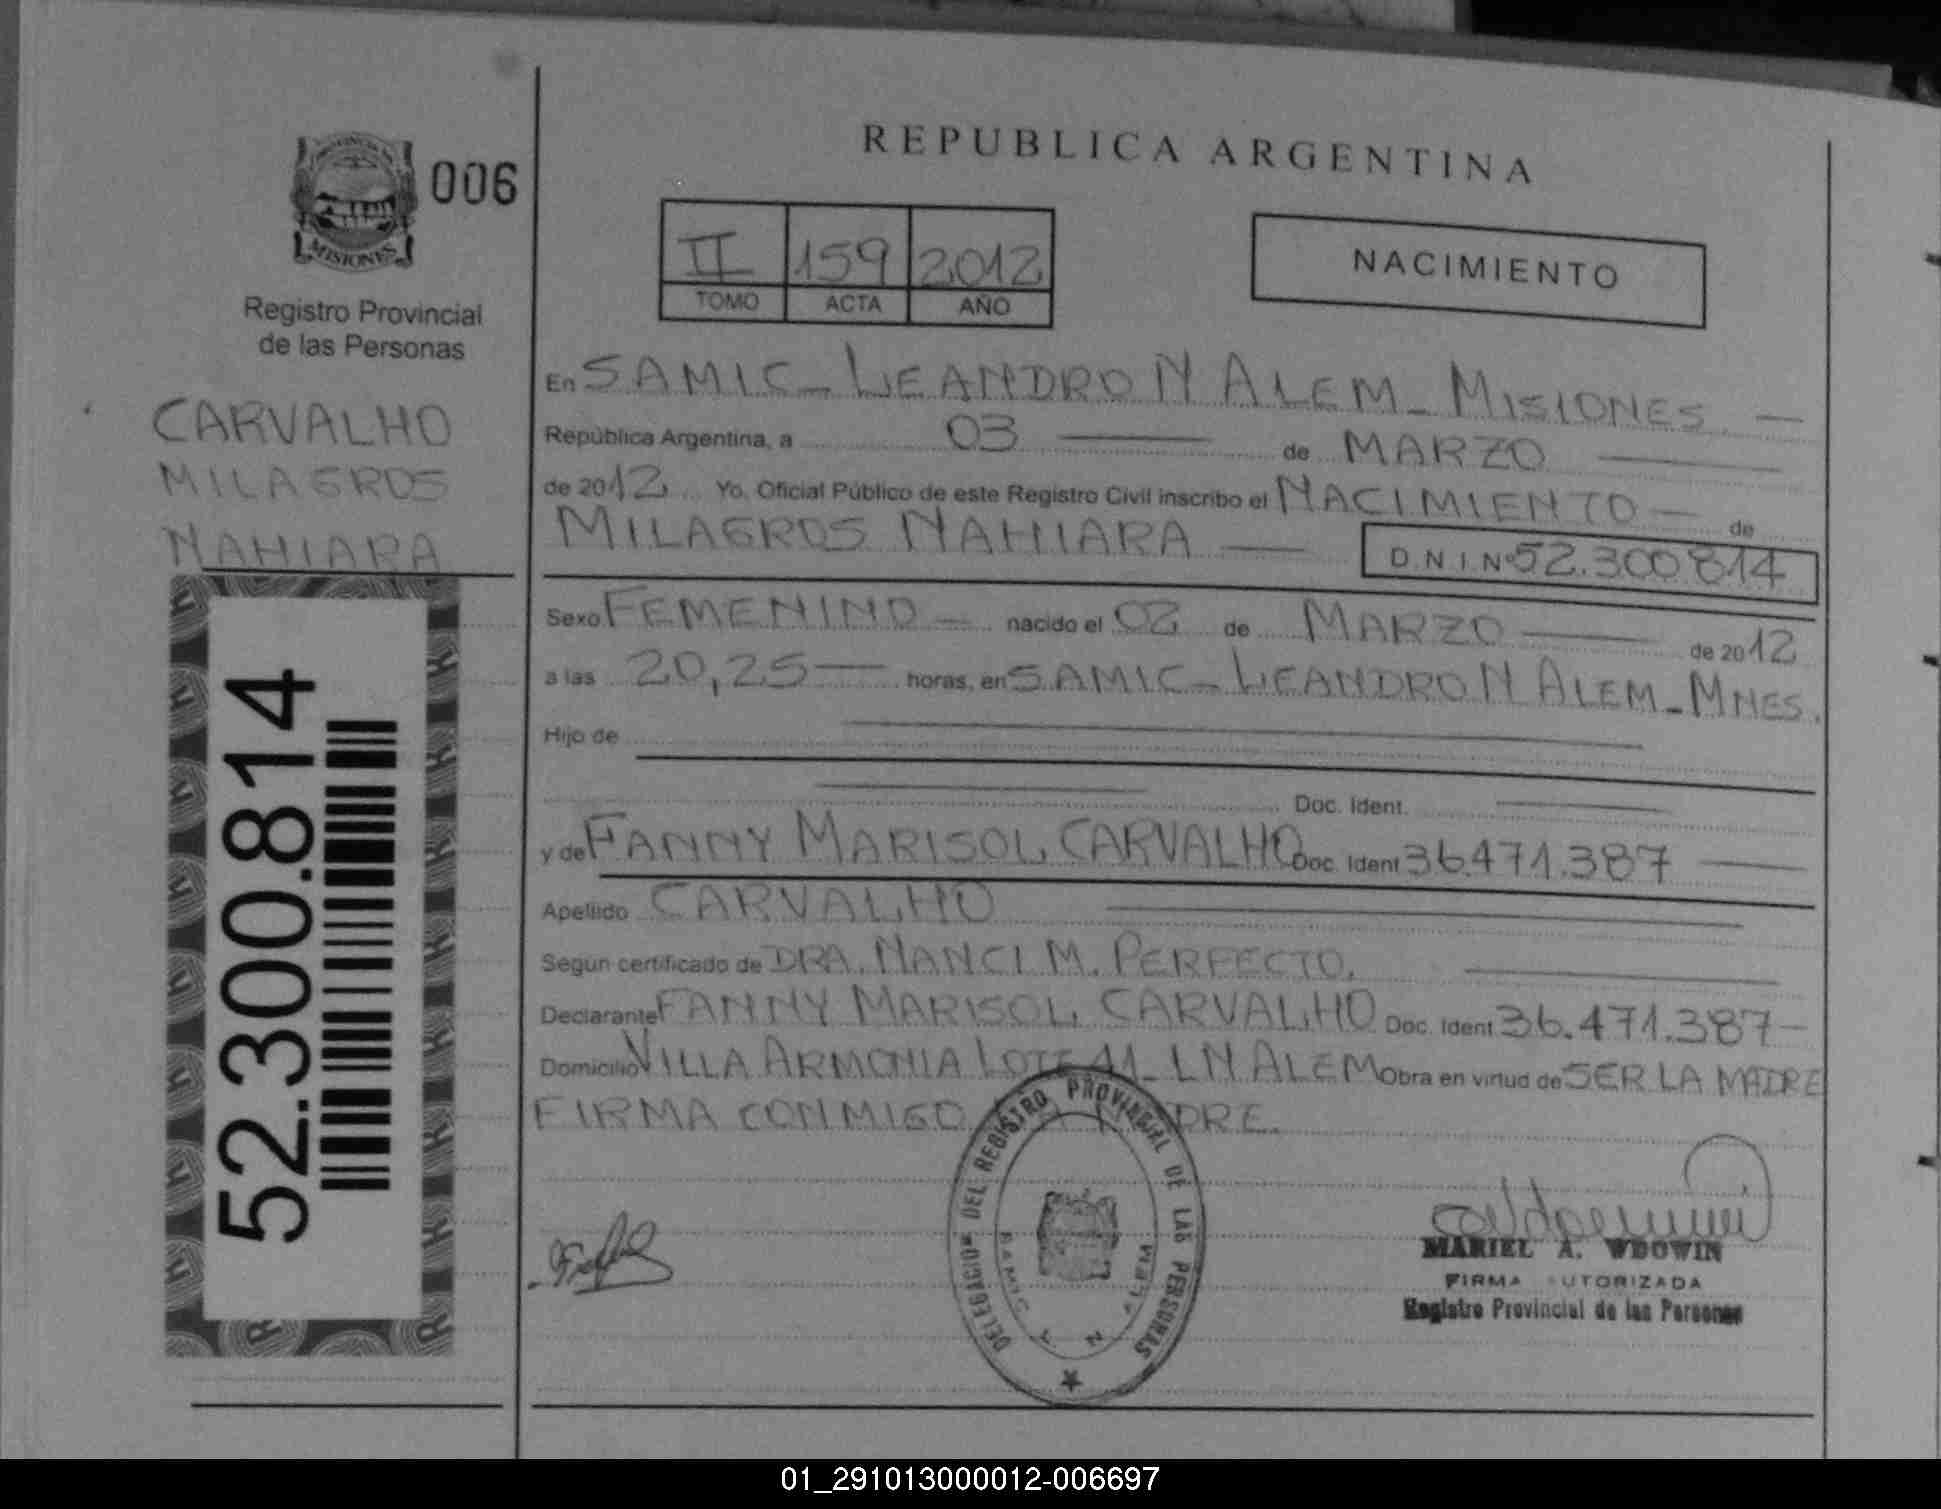 REPUBLICA ARGENTINA
006
MISIONES
Registro Provincial
de las Personas
CARVALHO
MILAGROS
NAHIARA
52.300.814
II 159 2012
TOMO ACTA AÑO
NACIMIENTO
En SAMIC - LEANDRO N ALEM - MISIONES
República Argentina, a 03 de MARZO
de 2012 Yo, Oficial Público de este Registro Civil inscribo el NACIMIENTO de
MILAGROS NAHIARA D.N.I. Nº 52.300.814
Sexo FEMENINO nacido el 02 de MARZO de 2012
a las 20,25 horas, en SAMIC - LEANDRO N ALEM - MNES.
Hijo de
Doc. Ident.
y de FANNY MARISOL CARVALHO Doc. Ident 36.471.387
Apellido CARVALHO
Según certificado de DRA. NANCI M. PERFECTO.
Declarante FANNY MARISOL CARVALHO Doc. Ident 36.471.387
Domicilio VILLA ARMONIA LOTE 11 - L N ALEM Obra en virtud de SER LA MADRE
FIRMA CONMIGO LA MADRE.
DELEGACION DEL REGISTRO PROVINCIAL DE LAS PERSONAS
SAMIC L. N. ALEM
MARIEL A. WDOWIN
FIRMA AUTORIZADA
Registro Provincial de las Personas
01_291013000012-006697